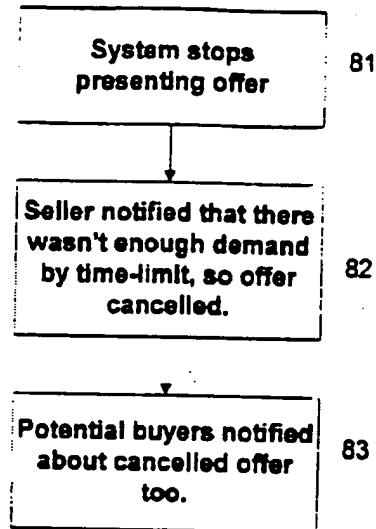 System stops
presenting offer
81
Seller notified that there
wasn't enough demand
by time-limit, so offer
cancelled.
82
Potential buyers notified
about cancelled offer
too.
83